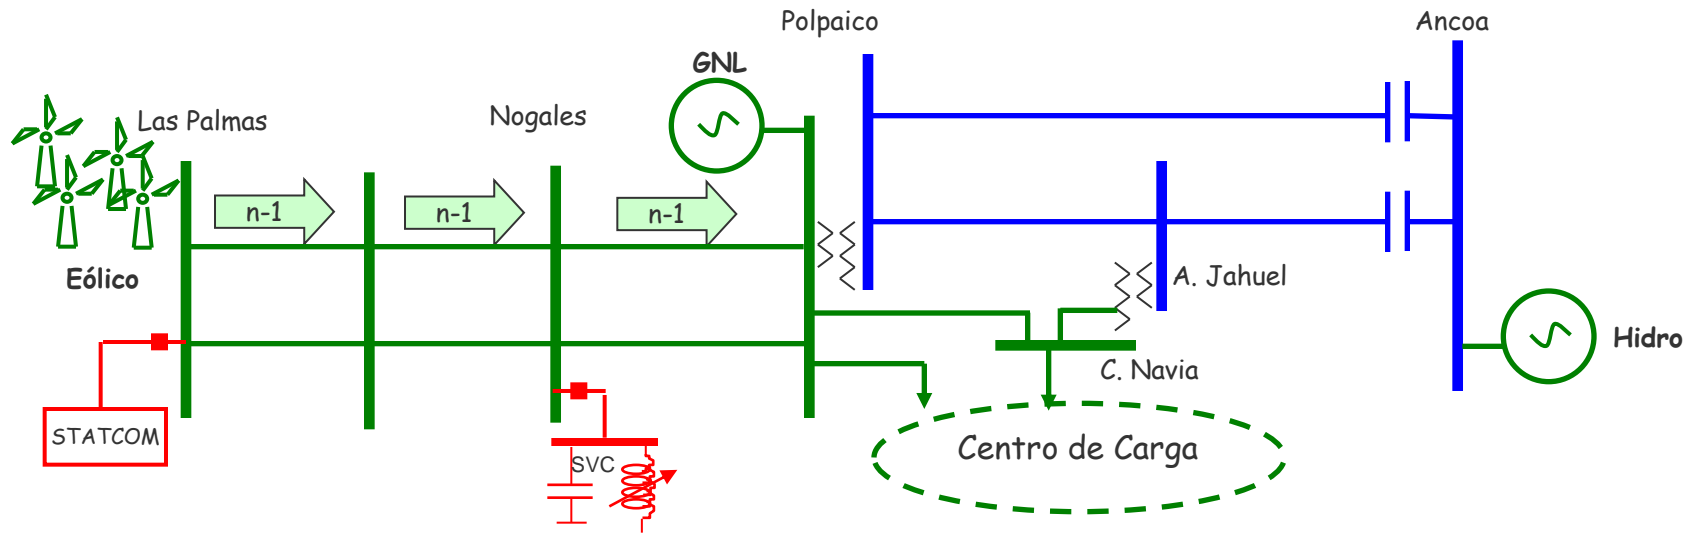 Polpaico
Ancoa
GNL
Las Palmas
Nogales
n-1
n-1
n-1
Eólico
A. Jahuel
Hidro
C. Navia
STATCOM
SVC
Centro de Carga